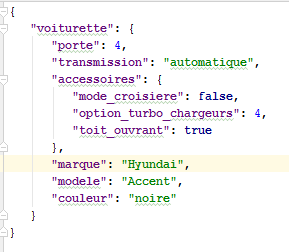 {
"voiturette": {
"porte": 4,
"transmission": "automatique",
"accessoires": {
"mode_croisiere": false,
"option_turbo_chargeurs": 4,
"toit_ouvrant": true
},
"marque": "Hyundai",
"modele": "Accent",
"couleur": "noire"
}
}